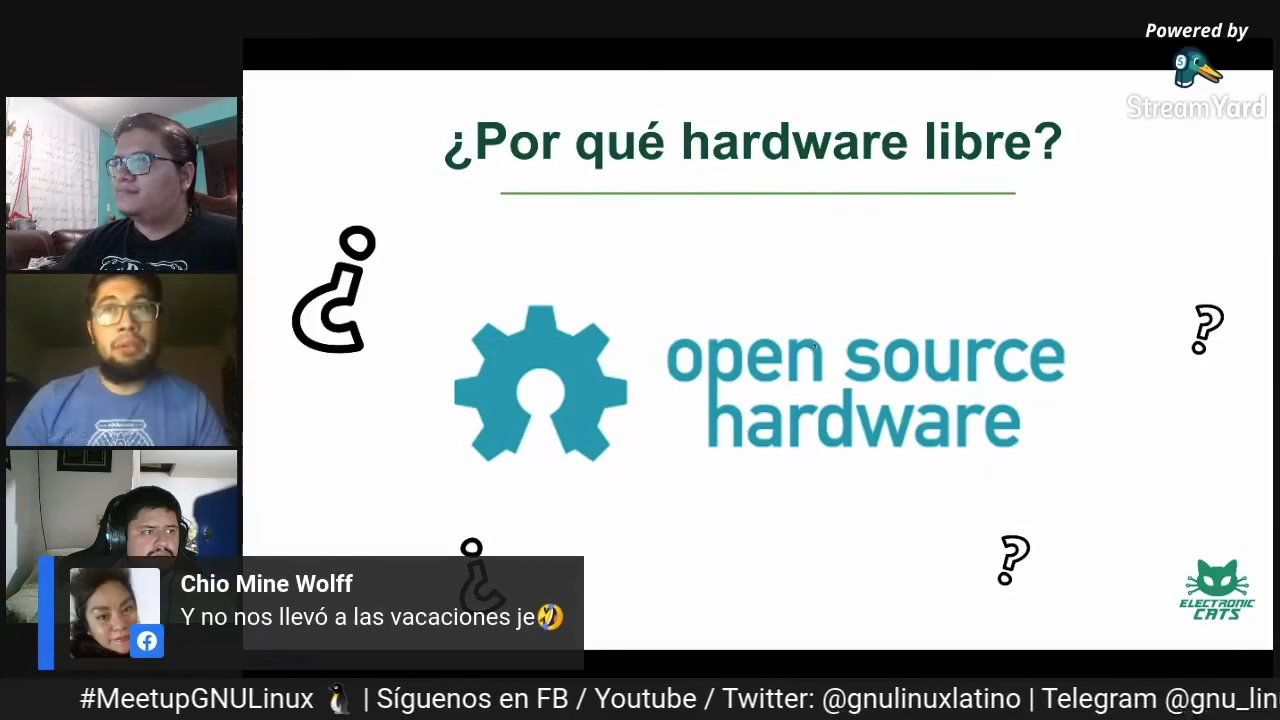 Powered by
StreamYard
¿Por qué hardware libre?
¿
?
open source
hardware
¿
?
ELECTRONIC
CATS
Chio Mine Wolff
Y no nos llevó a las vacaciones je🤣
#MeetupGNULinux 🐧 | Síguenos en FB / Youtube / Twitter: @gnulinuxlatino | Telegram @gnu_lin